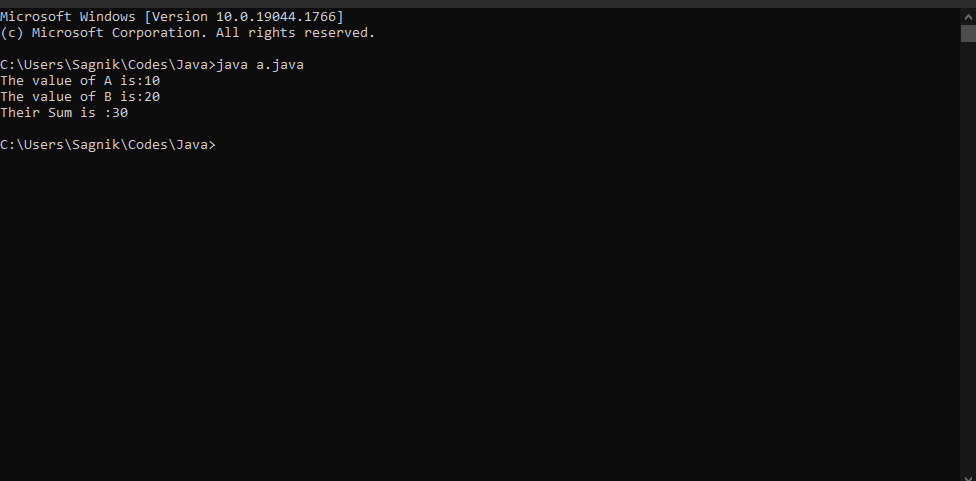 Microsoft Windows [Version 10.0.19044.1766]
(c) Microsoft Corporation. All rights reserved.
C:\Users\Sagnik\Codes\Java>java a.java
The value of A is:10
The value of B is:20
Their Sum is :30
C:\Users\Sagnik\Codes\Java>